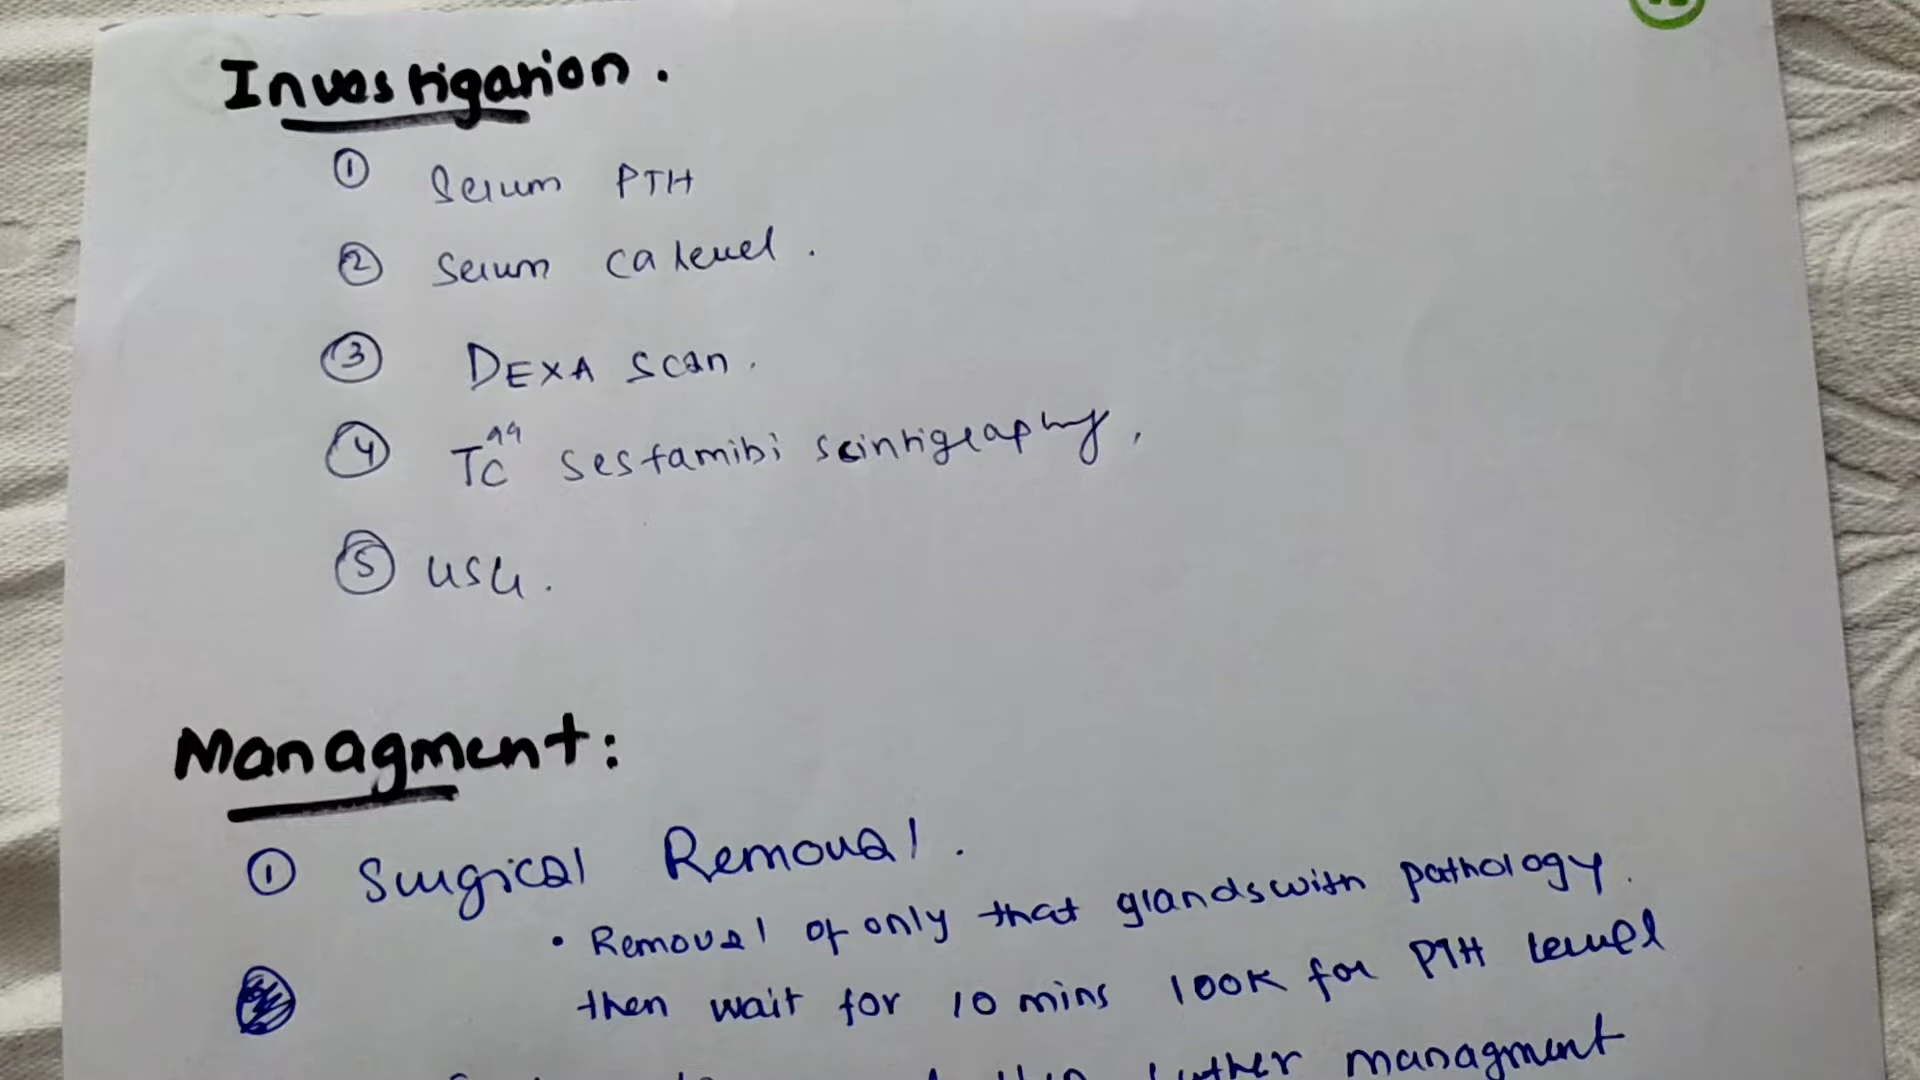 Investigation.
① Serum PTH
② Serum ca level.
③ DEXA Scan.
④ TC⁹⁹ Sestamibi scintigraphy,
⑤ USG.
Managment:
① Surgical Removal.
• Removal of only that glands with pathology.
then wait for 10 mins look for PTH level
further managment